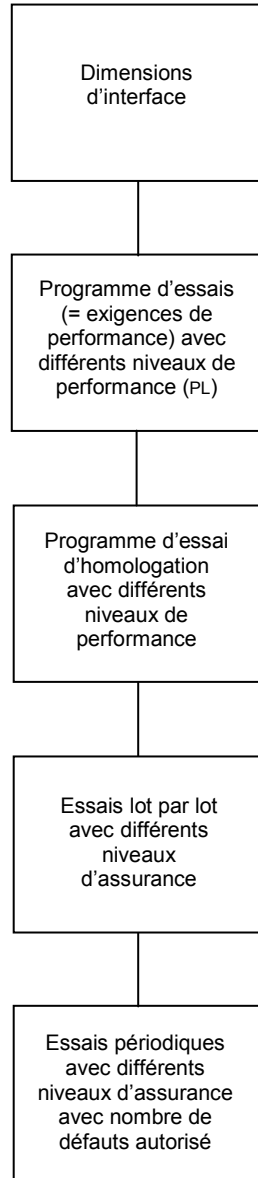 Dimensions
d’interface
Programme d’essais
(= exigences de
performance) avec
différents niveaux de
performance (PL)
Programme d’essai
d’homologation
avec différents
niveaux de
performance
Essais lot par lot
avec différents
niveaux
d’assurance
Essais périodiques
avec différents
niveaux d’assurance
avec nombre de
défauts autorisé